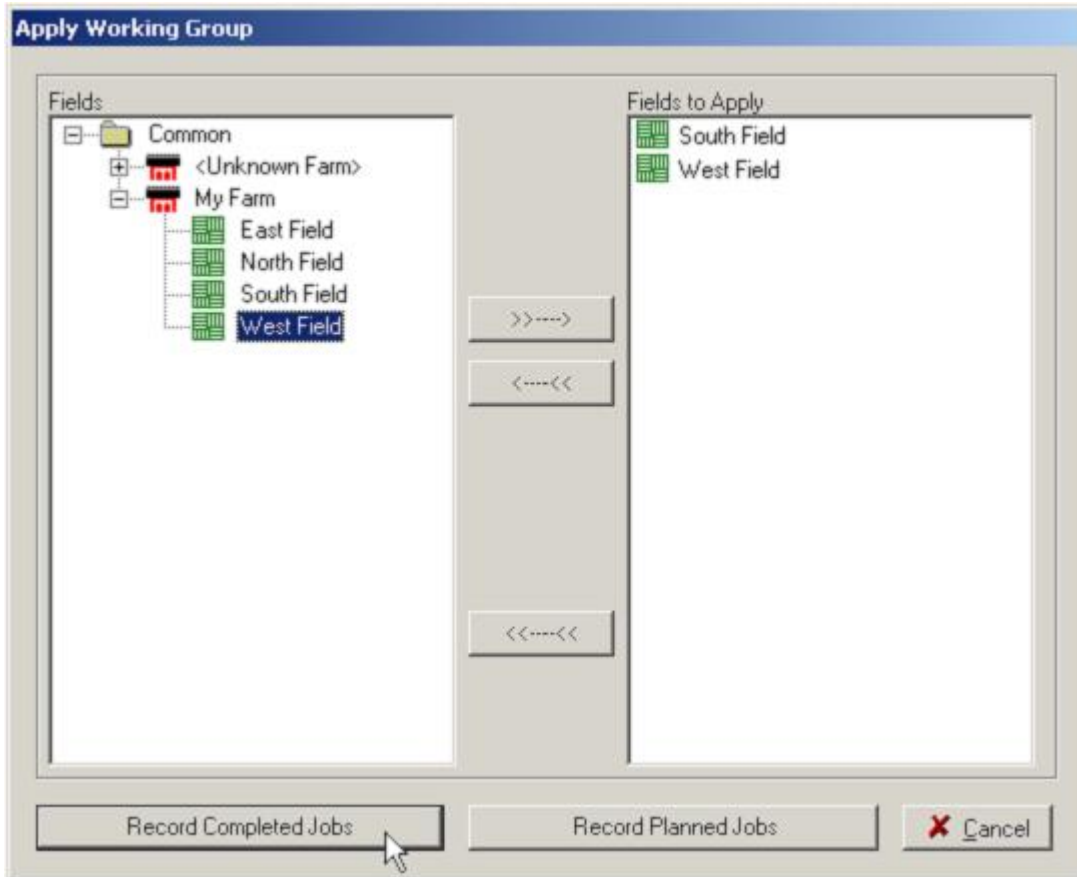 Apply Working Group
Fields
Common
<Unknown Farm>
My Farm
East Field
North Field
South Field
West Field
>>---->
<----<<
<<----<<
Fields to Apply
South Field
West Field
Record Completed Jobs
Record Planned Jobs
Cancel